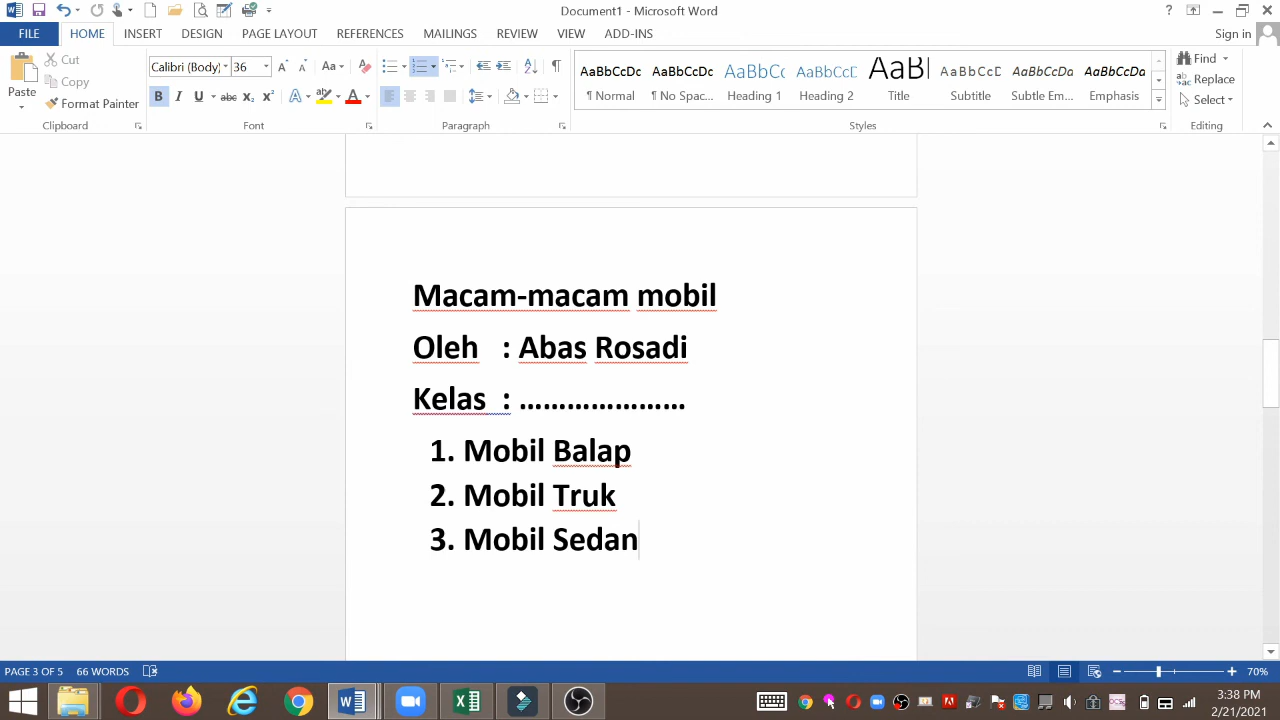 Document1 - Microsoft Word
?
FILE HOME INSERT DESIGN PAGE LAYOUT REFERENCES MAILINGS REVIEW VIEW ADD-INS Sign in
Paste
Cut
Copy
Format Painter
Calibri (Body) 36
AaBbCcDc AaBbCcDc AaBbCc AaBbCcD AaBl AaBbCcD AaBbCcDc AaBbCcDc
¶ Normal ¶ No Spac... Heading 1 Heading 2 Title Subtitle Subtle Em... Emphasis
Find
Replace
Select
Clipboard Font Paragraph Styles Editing
Macam-macam mobil
Oleh : Abas Rosadi
Kelas : …………………
1. Mobil Balap
2. Mobil Truk
3. Mobil Sedan
PAGE 3 OF 5 66 WORDS 70%
3:38 PM
2/21/2021